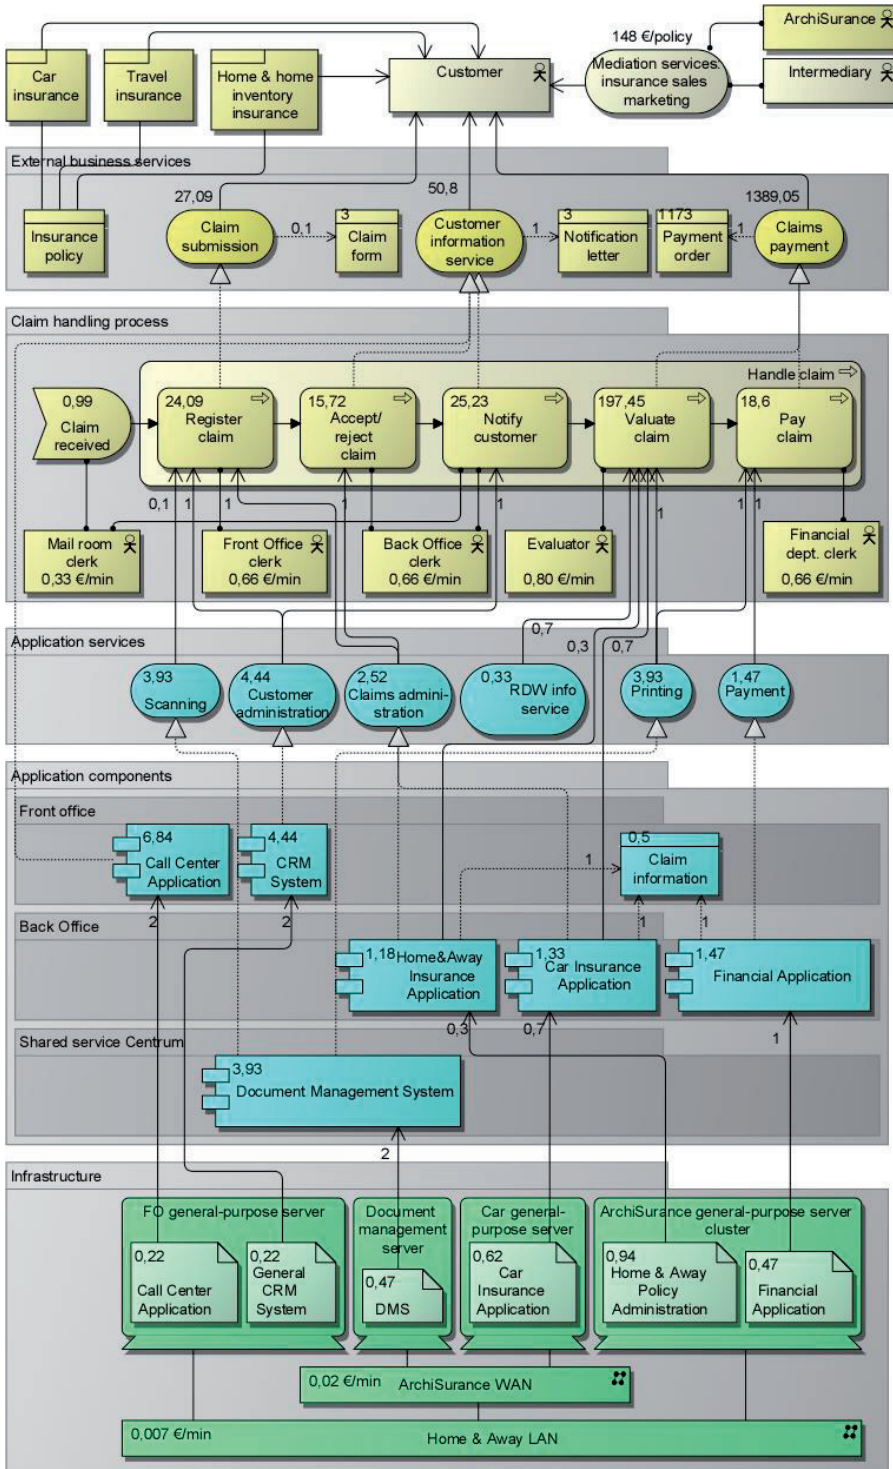 148 €/policy
ArchiSurance
Car
insurance
Travel
insurance
Home & home
inventory
insurance
Customer
Mediation services:
insurance sales
marketing
Intermediary
External business services
27,09
50,8
1389,05
Insurance
policy
Claim
submission
0,1
3
Claim
form
Customer
information
service
1
3
Notification
letter
1173
Payment
order
1
Claims
payment
Claim handling process
Handle claim
0,99
Claim
received
24,09
Register
claim
15,72
Accept/
reject
claim
25,23
Notify
customer
197,45
Valuate
claim
18,6
Pay
claim
0,1
1
1
1
1
1
1
1
Mail room
clerk
0,33 €/min
Front Office
clerk
0,66 €/min
Back Office
clerk
0,66 €/min
Evaluator
0,80 €/min
Financial
dept. clerk
0,66 €/min
Application services
0,7
0,3
0,7
3,93
Scanning
4,44
Customer
administration
2,52
Claims admini-
stration
0,33
RDW info
service
3,93
Printing
1,47
Payment
Application components
Front office
6,84
Call Center
Application
4,44
CRM
System
1
0,5
Claim
information
2
2
1
1
Back Office
1,18
Home&Away
Insurance
Application
1,33
Car Insurance
Application
1,47
Financial Application
0,3
0,7
1
Shared service Centrum
3,93
Document Management System
2
Infrastructure
FO general-purpose server
0,22
Call Center
Application
0,22
General
CRM
System
Document
management
server
0,47
DMS
Car general-
purpose server
0,62
Car
Insurance
Application
ArchiSurance general-purpose server
cluster
0,94
Home & Away
Policy
Administration
0,47
Financial
Application
0,02 €/min
ArchiSurance WAN
0,007 €/min
Home & Away LAN